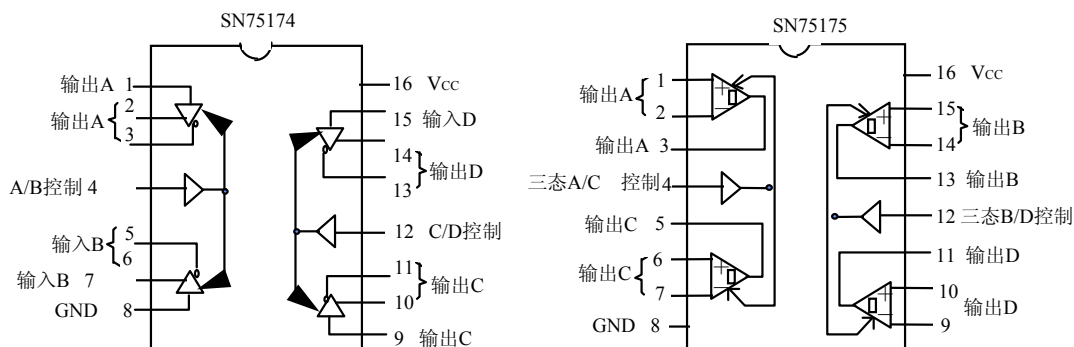 SN75174
输出A 1
输出A 2
3
A/B控制 4
输入B 5
6
输入B 7
GND 8
16 Vcc
15 输入D
14 输出D
13
12 C/D控制
11 输出C
10
9 输出C
SN75175
输出A 1
2
输出A 3
三态A/C 控制4
输出C 5
输出C 6
7
GND 8
16 Vcc
15 输出B
14
13 输出B
12 三态B/D控制
11 输出D
10 输出D
9